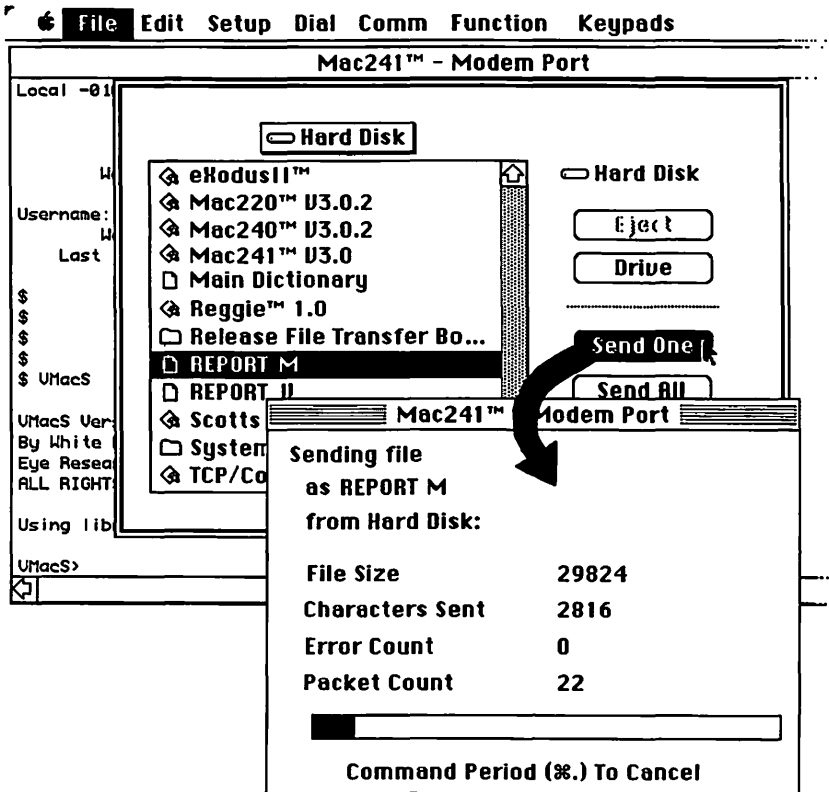 File Edit Setup Dial Comm Function Keypads
Mac241™ - Modem Port
Local -01
Username:
Last
$
$
$
$
$ VMacS
VMacS Ver
By White
Eye Resea
ALL RIGHT
Using lib
VMacS>
Hard Disk
eXodusII™
Mac220™ V3.0.2
Mac240™ V3.0.2
Mac241™ V3.0
Main Dictionary
Reggie™ 1.0
Release File Transfer Bo...
REPORT M
REPORT
Scotts
System
TCP/Co
Hard Disk
Eject
Drive
Send One
Send All
Mac241™ Modem Port
Sending file
as REPORT M
from Hard Disk:
File Size 29824
Characters Sent 2816
Error Count 0
Packet Count 22
Command Period (⌘.) To Cancel